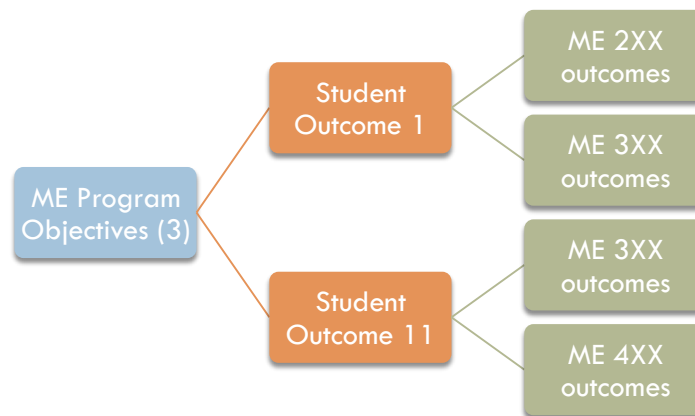 ME 2XX
outcomes
Student
Outcome 1
ME 3XX
outcomes
ME Program
Objectives (3)
ME 3XX
outcomes
Student
Outcome 11
ME 4XX
outcomes